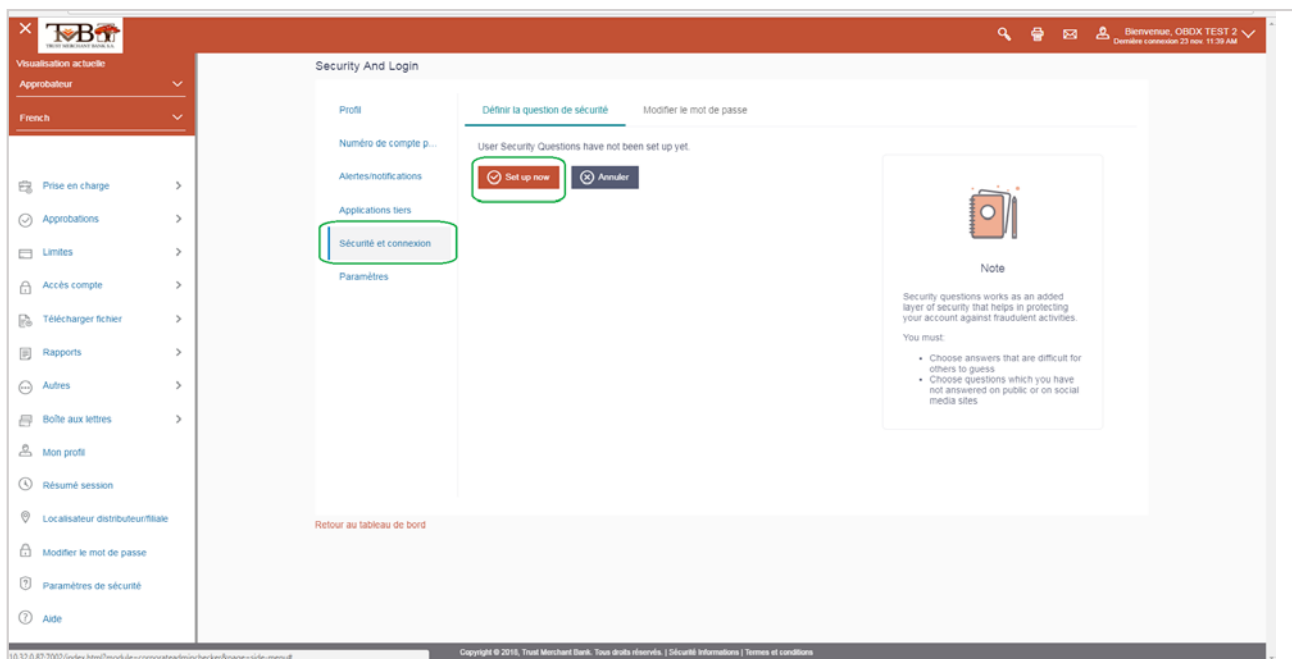 TMB
TRUST MERCHANT BANK S.A.
Bienvenue, OBDX TEST 2
Dernière connexion 23 nov. 11:39 AM
Visualisation actuelle
Approbateur
French
Prise en charge
Approbations
Limites
Accès compte
Télécharger fichier
Rapports
Autres
Boîte aux lettres
Mon profil
Résumé session
Localisateur distributeur/filiale
Modifier le mot de passe
Paramètres de sécurité
Aide
Security And Login
Profil
Numéro de compte p...
Alertes/notifications
Applications tiers
Sécurité et connexion
Paramètres
Définir la question de sécurité
Modifier le mot de passe
User Security Questions have not been set up yet.
Set up now
Annuler
Note
Security questions works as an added
layer of security that helps in protecting
your account against fraudulent activities.
You must:
• Choose answers that are difficult for
others to guess
• Choose questions which you have
not answered on public or on social
media sites
Retour au tableau de bord
Copyright © 2018, Trust Merchant Bank. Tous droits réservés. | Sécurité Informations | Termes et conditions